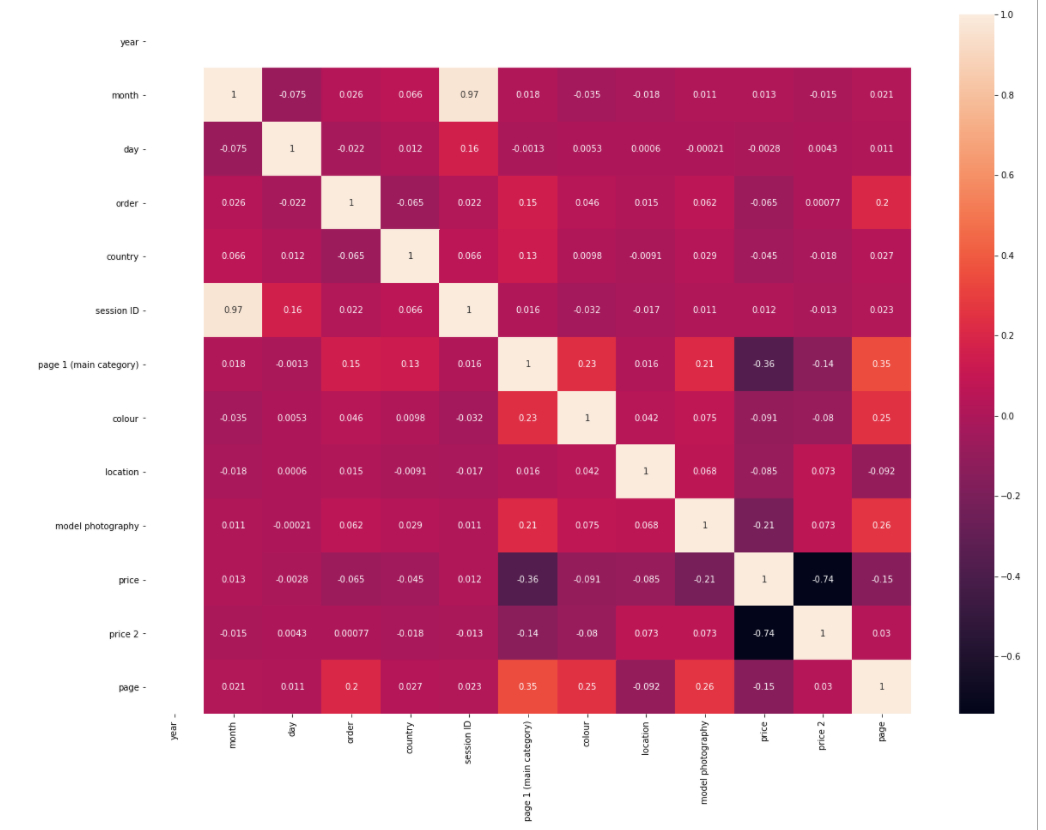 year
month 1 -0.075 0.026 0.066 0.97 0.018 -0.035 -0.018 0.011 0.013 -0.015 0.021
day -0.075 1 -0.022 0.012 0.16 -0.0013 0.0053 0.0006 -0.00021 -0.0028 0.0043 0.011
order 0.026 -0.022 1 -0.065 0.022 0.15 0.046 0.015 0.062 -0.065 0.00077 0.2
country 0.066 0.012 -0.065 1 0.066 0.13 0.0098 -0.0091 0.029 -0.045 -0.018 0.027
session ID 0.97 0.16 0.022 0.066 1 0.016 -0.032 -0.017 0.011 0.012 -0.013 0.023
page 1 (main category) 0.018 -0.0013 0.15 0.13 0.016 1 0.23 0.016 0.21 -0.36 -0.14 0.35
colour -0.035 0.0053 0.046 0.0098 -0.032 0.23 1 0.042 0.075 -0.091 -0.08 0.25
location -0.018 0.0006 0.015 -0.0091 -0.017 0.016 0.042 1 0.068 -0.085 0.073 -0.092
model photography 0.011 -0.00021 0.062 0.029 0.011 0.21 0.075 0.068 1 -0.21 0.073 0.26
price 0.013 -0.0028 -0.065 -0.045 0.012 -0.36 -0.091 -0.085 -0.21 1 -0.74 -0.15
price 2 -0.015 0.0043 0.00077 -0.018 -0.013 -0.14 -0.08 0.073 0.073 -0.74 1 0.03
page 0.021 0.011 0.2 0.027 0.023 0.35 0.25 -0.092 0.26 -0.15 0.03 1
year month day order country session ID page 1 (main category) colour location model photography price price 2 page
1.0
0.8
0.6
0.4
0.2
0.0
−0.2
−0.4
−0.6